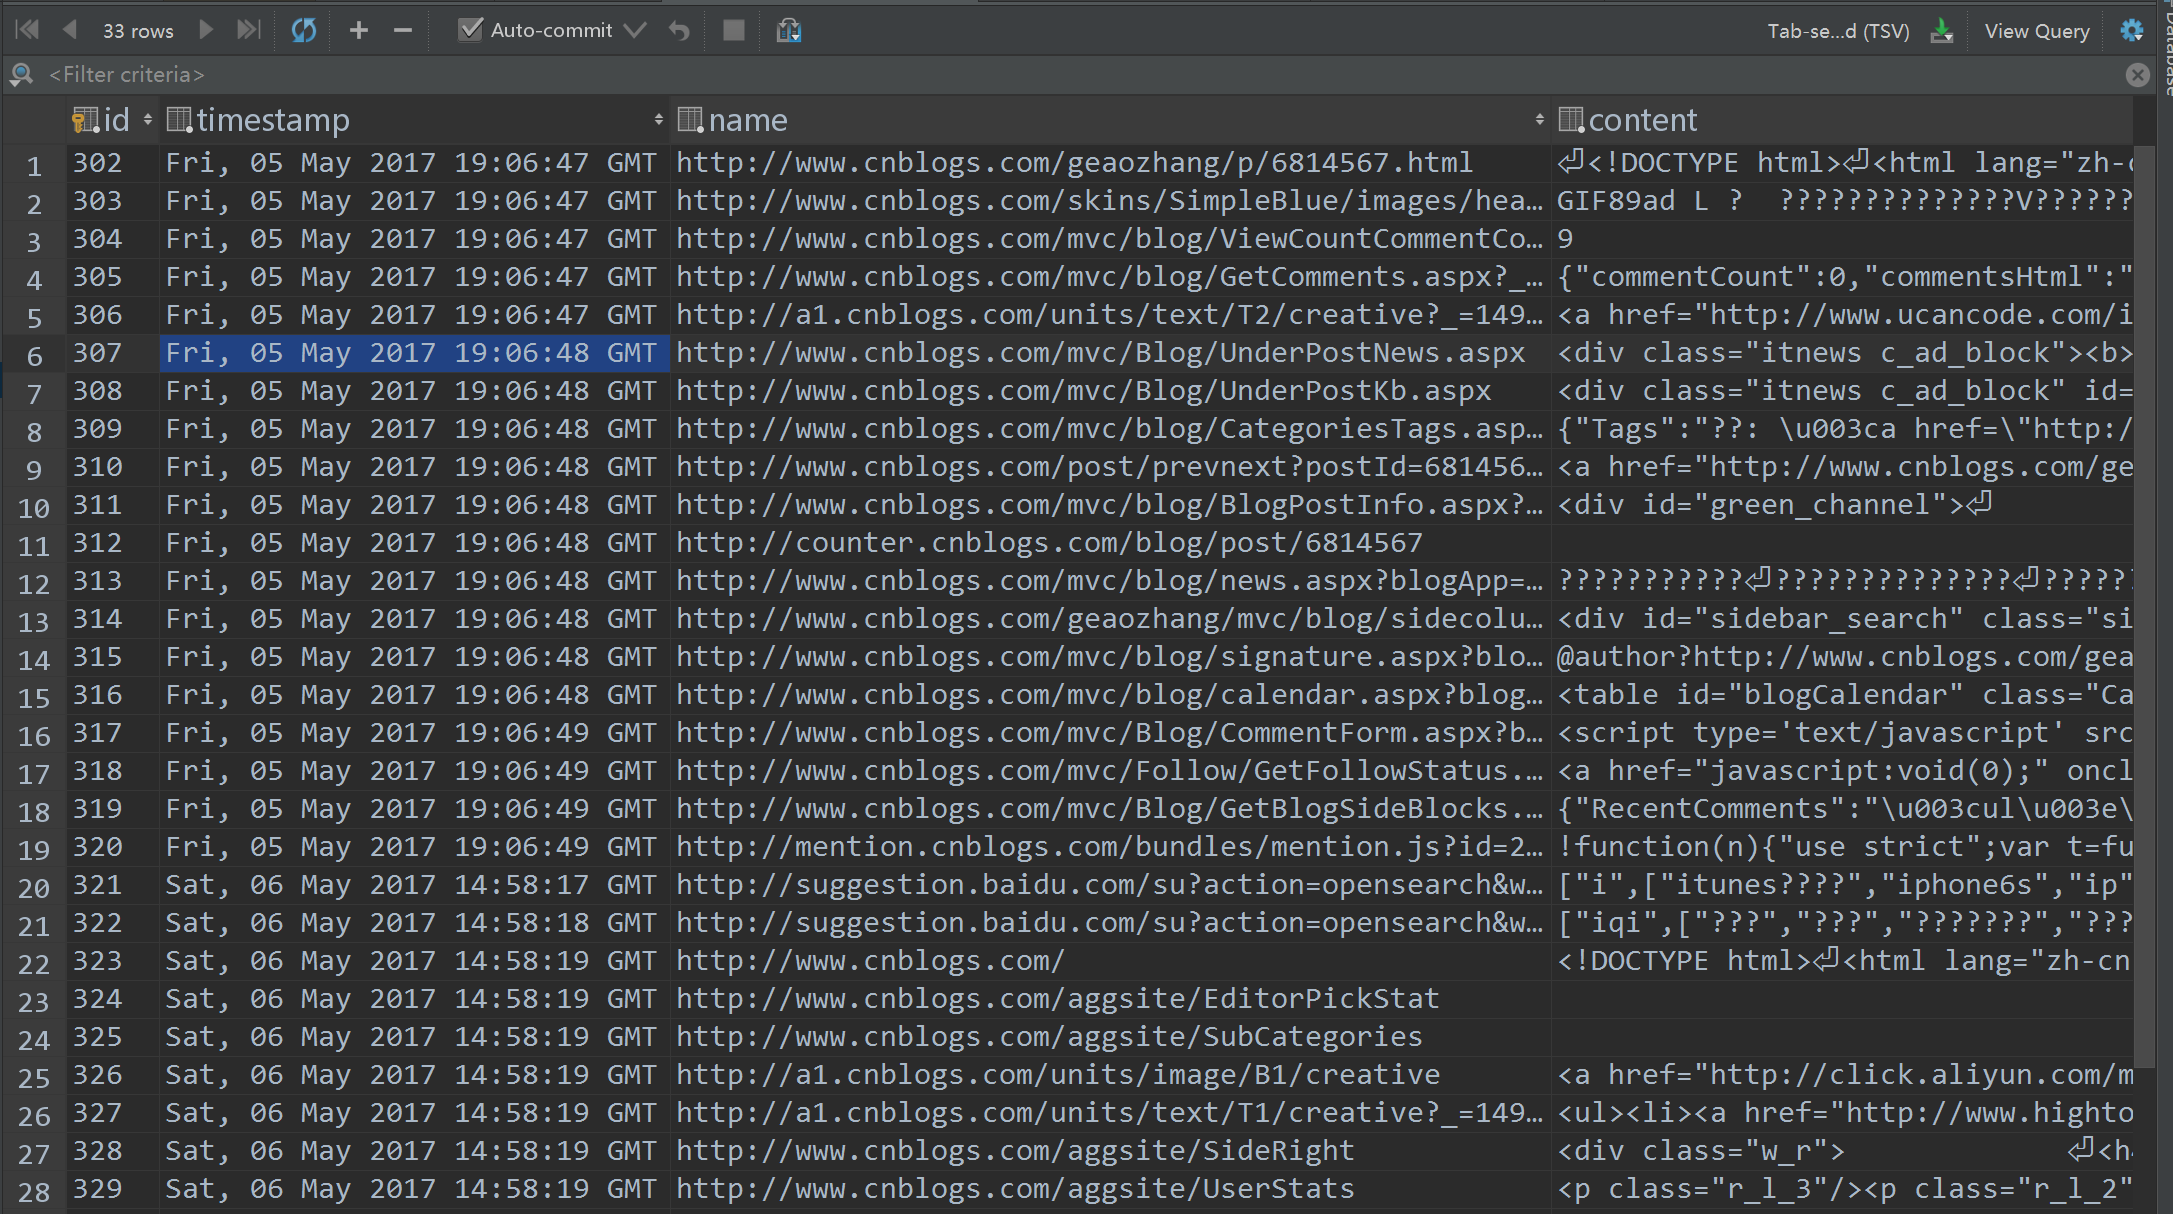 33 rows Auto-commit Tab-se...d (TSV) View Query
<Filter criteria>
Database
id timestamp name content
1 302 Fri, 05 May 2017 19:06:47 GMT http://www.cnblogs.com/geaozhang/p/6814567.html ⏎<!DOCTYPE html>⏎<html lang="zh-c
2 303 Fri, 05 May 2017 19:06:47 GMT http://www.cnblogs.com/skins/SimpleBlue/images/hea... GIF89ad L ? ??????????????V??????
3 304 Fri, 05 May 2017 19:06:47 GMT http://www.cnblogs.com/mvc/blog/ViewCountCommentCo... 9
4 305 Fri, 05 May 2017 19:06:47 GMT http://www.cnblogs.com/mvc/blog/GetComments.aspx?_... {"commentCount":0,"commentsHtml":"
5 306 Fri, 05 May 2017 19:06:47 GMT http://a1.cnblogs.com/units/text/T2/creative?_=149... <a href="http://www.ucancode.com/i
6 307 Fri, 05 May 2017 19:06:48 GMT http://www.cnblogs.com/mvc/Blog/UnderPostNews.aspx <div class="itnews c_ad_block"><b>
7 308 Fri, 05 May 2017 19:06:48 GMT http://www.cnblogs.com/mvc/Blog/UnderPostKb.aspx <div class="itnews c_ad_block" id=
8 309 Fri, 05 May 2017 19:06:48 GMT http://www.cnblogs.com/mvc/blog/CategoriesTags.asp... {"Tags":"??: \u003ca href=\"http:/
9 310 Fri, 05 May 2017 19:06:48 GMT http://www.cnblogs.com/post/prevnext?postId=681456... <a href="http://www.cnblogs.com/ge
10 311 Fri, 05 May 2017 19:06:48 GMT http://www.cnblogs.com/mvc/blog/BlogPostInfo.aspx?... <div id="green_channel">⏎
11 312 Fri, 05 May 2017 19:06:48 GMT http://counter.cnblogs.com/blog/post/6814567
12 313 Fri, 05 May 2017 19:06:48 GMT http://www.cnblogs.com/mvc/blog/news.aspx?blogApp=... ???????????⏎??????????????⏎?????
13 314 Fri, 05 May 2017 19:06:48 GMT http://www.cnblogs.com/geaozhang/mvc/blog/sidecolu... <div id="sidebar_search" class="si
14 315 Fri, 05 May 2017 19:06:48 GMT http://www.cnblogs.com/mvc/blog/signature.aspx?blo... @author?http://www.cnblogs.com/gea
15 316 Fri, 05 May 2017 19:06:48 GMT http://www.cnblogs.com/mvc/blog/calendar.aspx?blog... <table id="blogCalendar" class="Ca
16 317 Fri, 05 May 2017 19:06:49 GMT http://www.cnblogs.com/mvc/Blog/CommentForm.aspx?b... <script type='text/javascript' src
17 318 Fri, 05 May 2017 19:06:49 GMT http://www.cnblogs.com/mvc/Follow/GetFollowStatus.... <a href="javascript:void(0);" oncl
18 319 Fri, 05 May 2017 19:06:49 GMT http://www.cnblogs.com/mvc/Blog/GetBlogSideBlocks.... {"RecentComments":"\u003cul\u003e\
19 320 Fri, 05 May 2017 19:06:49 GMT http://mention.cnblogs.com/bundles/mention.js?id=2... !function(n){"use strict";var t=fu
20 321 Sat, 06 May 2017 14:58:17 GMT http://suggestion.baidu.com/su?action=opensearch&w... ["i",["itunes????","iphone6s","ip"
21 322 Sat, 06 May 2017 14:58:18 GMT http://suggestion.baidu.com/su?action=opensearch&w... ["iqi",["???","???","???????","???
22 323 Sat, 06 May 2017 14:58:19 GMT http://www.cnblogs.com/ <!DOCTYPE html>⏎<html lang="zh-cn
23 324 Sat, 06 May 2017 14:58:19 GMT http://www.cnblogs.com/aggsite/EditorPickStat
24 325 Sat, 06 May 2017 14:58:19 GMT http://www.cnblogs.com/aggsite/SubCategories
25 326 Sat, 06 May 2017 14:58:19 GMT http://a1.cnblogs.com/units/image/B1/creative <a href="http://click.aliyun.com/m
26 327 Sat, 06 May 2017 14:58:19 GMT http://a1.cnblogs.com/units/text/T1/creative?_=149... <ul><li><a href="http://www.highto
27 328 Sat, 06 May 2017 14:58:19 GMT http://www.cnblogs.com/aggsite/SideRight <div class="w_r"> ⏎<h
28 329 Sat, 06 May 2017 14:58:19 GMT http://www.cnblogs.com/aggsite/UserStats <p class="r_l_3"/><p class="r_l_2"